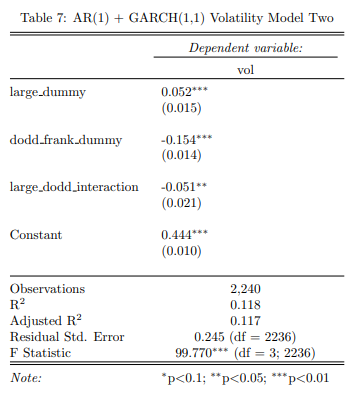 Table 7: AR(1) + GARCH(1,1) Volatility Model Two
Dependent variable:
vol
large_dummy 0.052***
(0.015)
dodd_frank_dummy -0.154***
(0.014)
large_dodd_interaction -0.051**
(0.021)
Constant 0.444***
(0.010)
Observations 2,240
R² 0.118
Adjusted R² 0.117
Residual Std. Error 0.245 (df = 2236)
F Statistic 99.770*** (df = 3; 2236)
Note: *p<0.1; **p<0.05; ***p<0.01